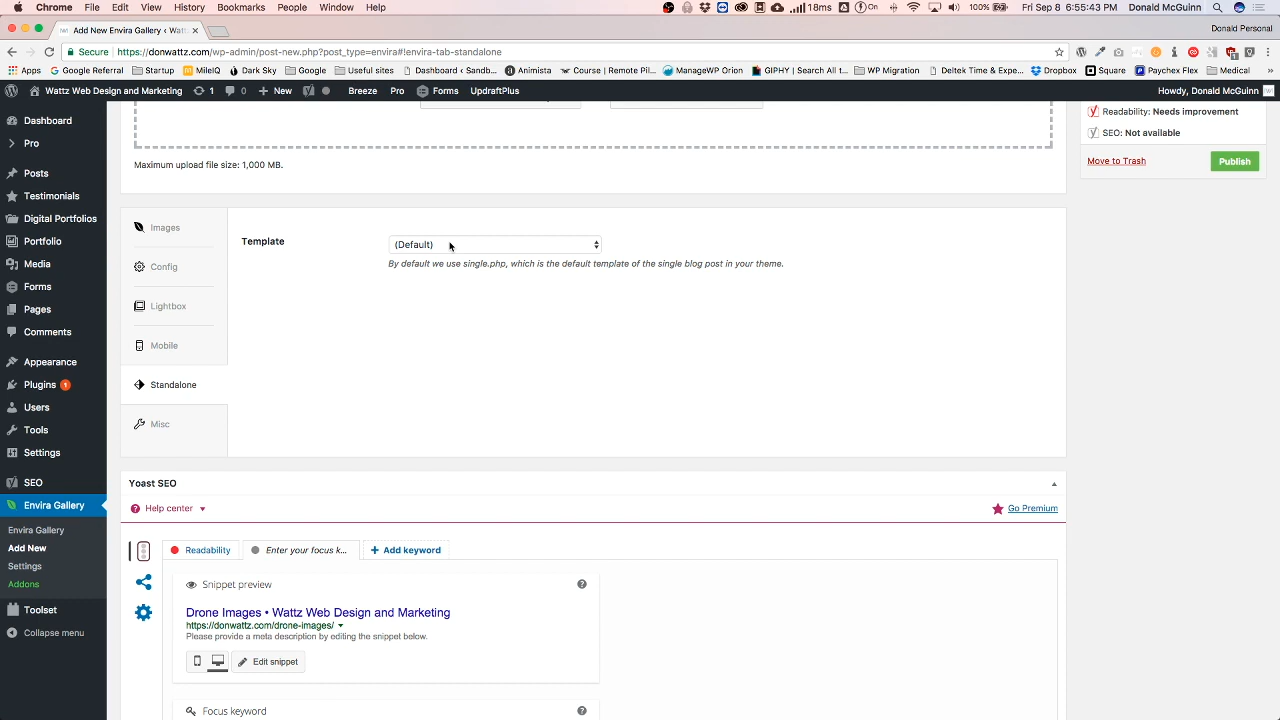 Chrome File Edit View History Bookmarks People Window Help 18ms On 100% Fri Sep 8 6:55:43 PM Donald McGuinn
Add New Envira Gallery ‹ Wat Donald Personal
Secure https://donwattz.com/wp-admin/post-new.php?post_type=envira#!envira-tab-standalone
Apps Google Referral Startup MileIQ Dark Sky Google Useful sites Dashboard ‹ Sandb... Animista Course | Remote Pil... ManageWP Orion GIPHY | Search All t... WP Migration Deltek Time & Expe... Dropbox Square Paychex Flex Medical »
Wattz Web Design and Marketing 1 0 New Breeze Pro Forms UpdraftPlus Howdy, Donald McGuinn
Readability: Needs improvement
SEO: Not available
Move to Trash Publish
Dashboard
Pro
Posts
Testimonials
Digital Portfolios
Portfolio
Media
Forms
Pages
Comments
Appearance
Plugins 1
Users
Tools
Settings
SEO
Envira Gallery
Envira Gallery
Add New
Settings
Addons
Toolset
Collapse menu
Maximum upload file size: 1,000 MB.
Images
Config
Lightbox
Mobile
Standalone
Misc
Template (Default)
By default we use single.php, which is the default template of the single blog post in your theme.
Yoast SEO
Help center Go Premium
Readability Enter your focus k... + Add keyword
Snippet preview
Drone Images • Wattz Web Design and Marketing
https://donwattz.com/drone-images/
Please provide a meta description by editing the snippet below.
Edit snippet
Focus keyword